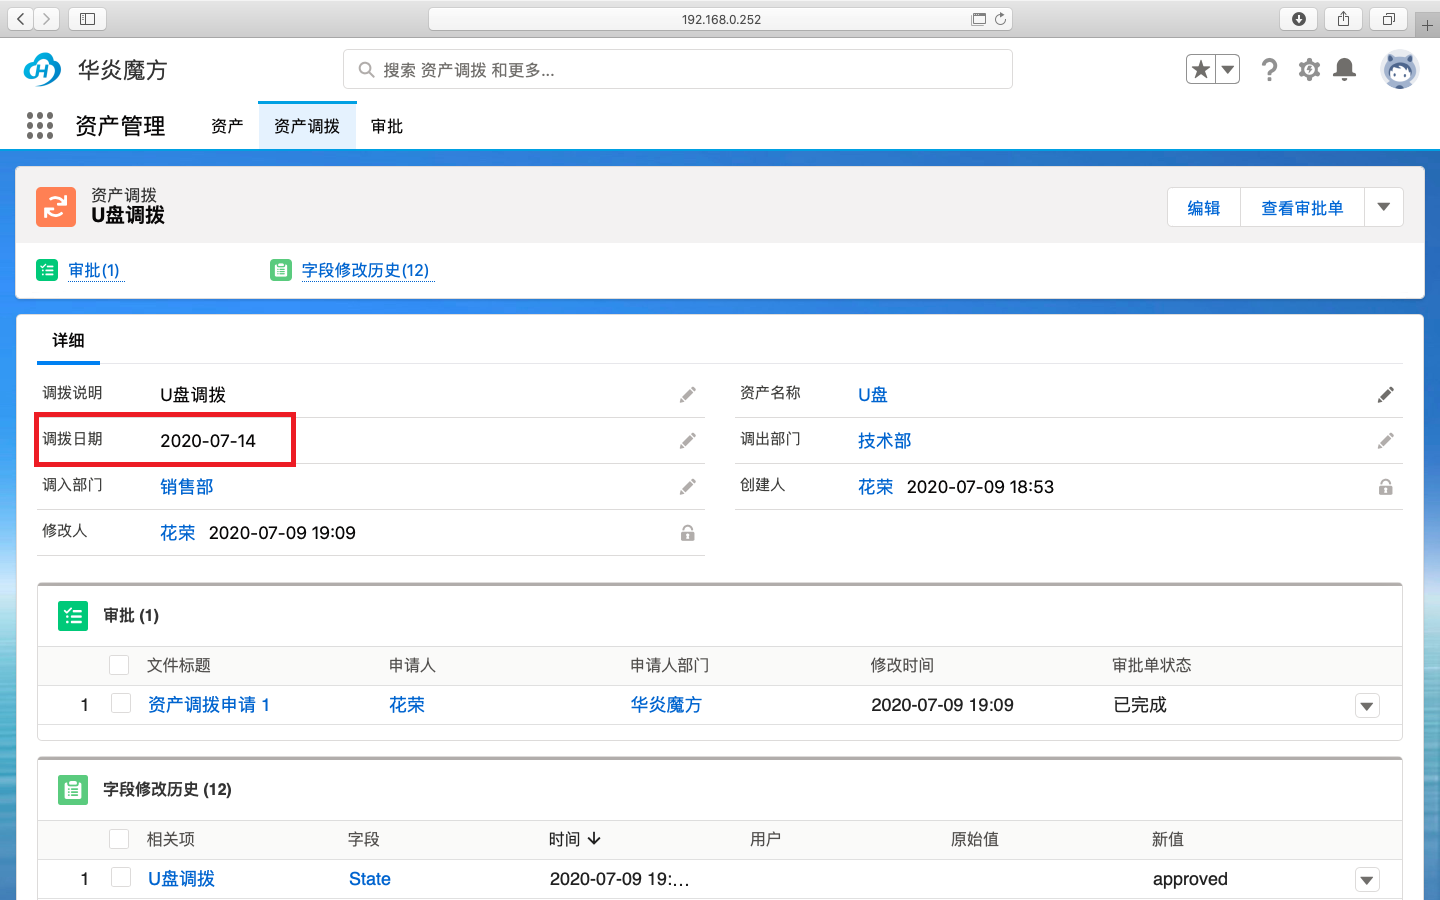 192.168.0.252
华炎魔方
搜索 资产调拨 和更多...
资产管理 资产 资产调拨 审批
资产调拨
U盘调拨
编辑 查看审批单
审批(1) 字段修改历史(12)
详细
调拨说明 U盘调拨 资产名称 U盘
调拨日期 2020-07-14 调出部门 技术部
调入部门 销售部 创建人 花荣 2020-07-09 18:53
修改人 花荣 2020-07-09 19:09
审批 (1)
文件标题 申请人 申请人部门 修改时间 审批单状态
1 资产调拨申请 1 花荣 华炎魔方 2020-07-09 19:09 已完成
字段修改历史 (12)
相关项 字段 时间 用户 原始值 新值
1 U盘调拨 State 2020-07-09 19:... approved